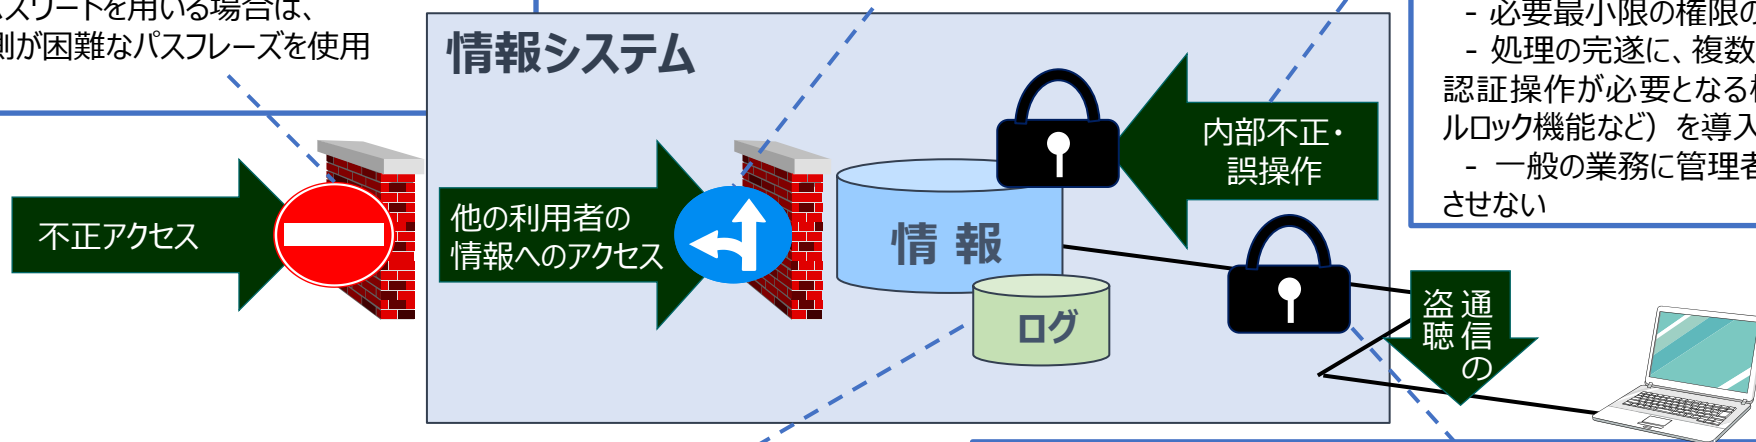 スワードを用いる場合は、
測が困難なパスフレーズを使用
情報システム
不正アクセス
他の利用者の
情報へのアクセス
情 報
ログ
内部不正・
誤操作
通信の
盗聴
- 必要最小限の権限の
- 処理の完遂に、複数
認証操作が必要となる
ルロック機能など）を導入
- 一般の業務に管理者
させない